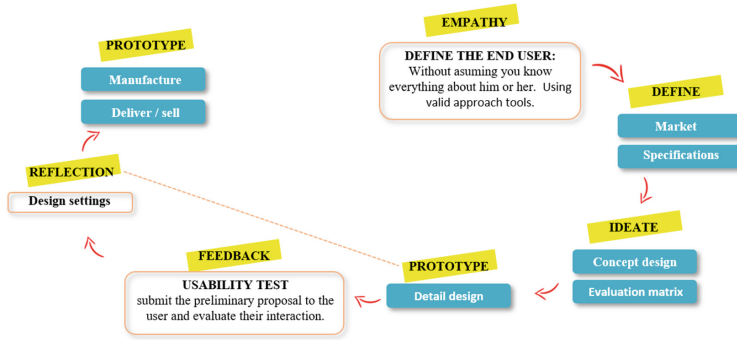 EMPATHY
DEFINE THE END USER:
Without asuming you know
everything about him or her. Using
valid approach tools.
DEFINE
Market
Specifications
IDEATE
Concept design
Evaluation matrix
PROTOTYPE
Detail design
FEEDBACK
USABILITY TEST
submit the preliminary proposal to the
user and evaluate their interaction.
REFLECTION
Design settings
PROTOTYPE
Manufacture
Deliver / sell